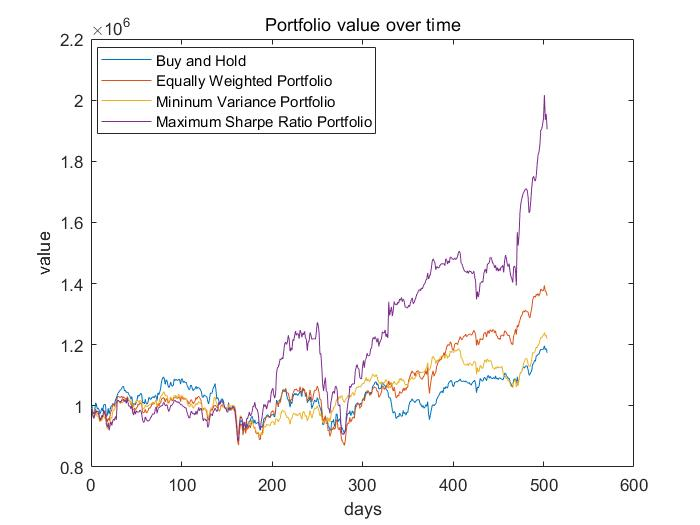 Portfolio value over time
×10⁶
2.2
2
1.8
1.6
1.4
1.2
1
0.8
value
Buy and Hold
Equally Weighted Portfolio
Mininum Variance Portfolio
Maximum Sharpe Ratio Portfolio
0 100 200 300 400 500 600
days